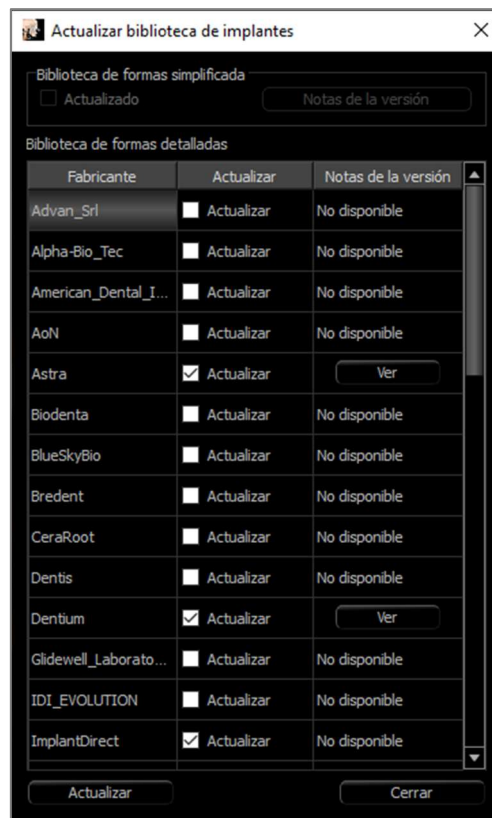 Actualizar biblioteca de implantes
Biblioteca de formas simplificada
Actualizado Notas de la versión
Biblioteca de formas detalladas
Fabricante Actualizar Notas de la versión
Advan_Srl Actualizar No disponible
Alpha-Bio_Tec Actualizar No disponible
American_Dental_I... Actualizar No disponible
AoN Actualizar No disponible
Astra Actualizar Ver
Biodenta Actualizar No disponible
BlueSkyBio Actualizar No disponible
Bredent Actualizar No disponible
CeraRoot Actualizar No disponible
Dentis Actualizar No disponible
Dentium Actualizar Ver
Glidewell_Laborato... Actualizar No disponible
IDI_EVOLUTION Actualizar No disponible
ImplantDirect Actualizar No disponible
Actualizar Cerrar